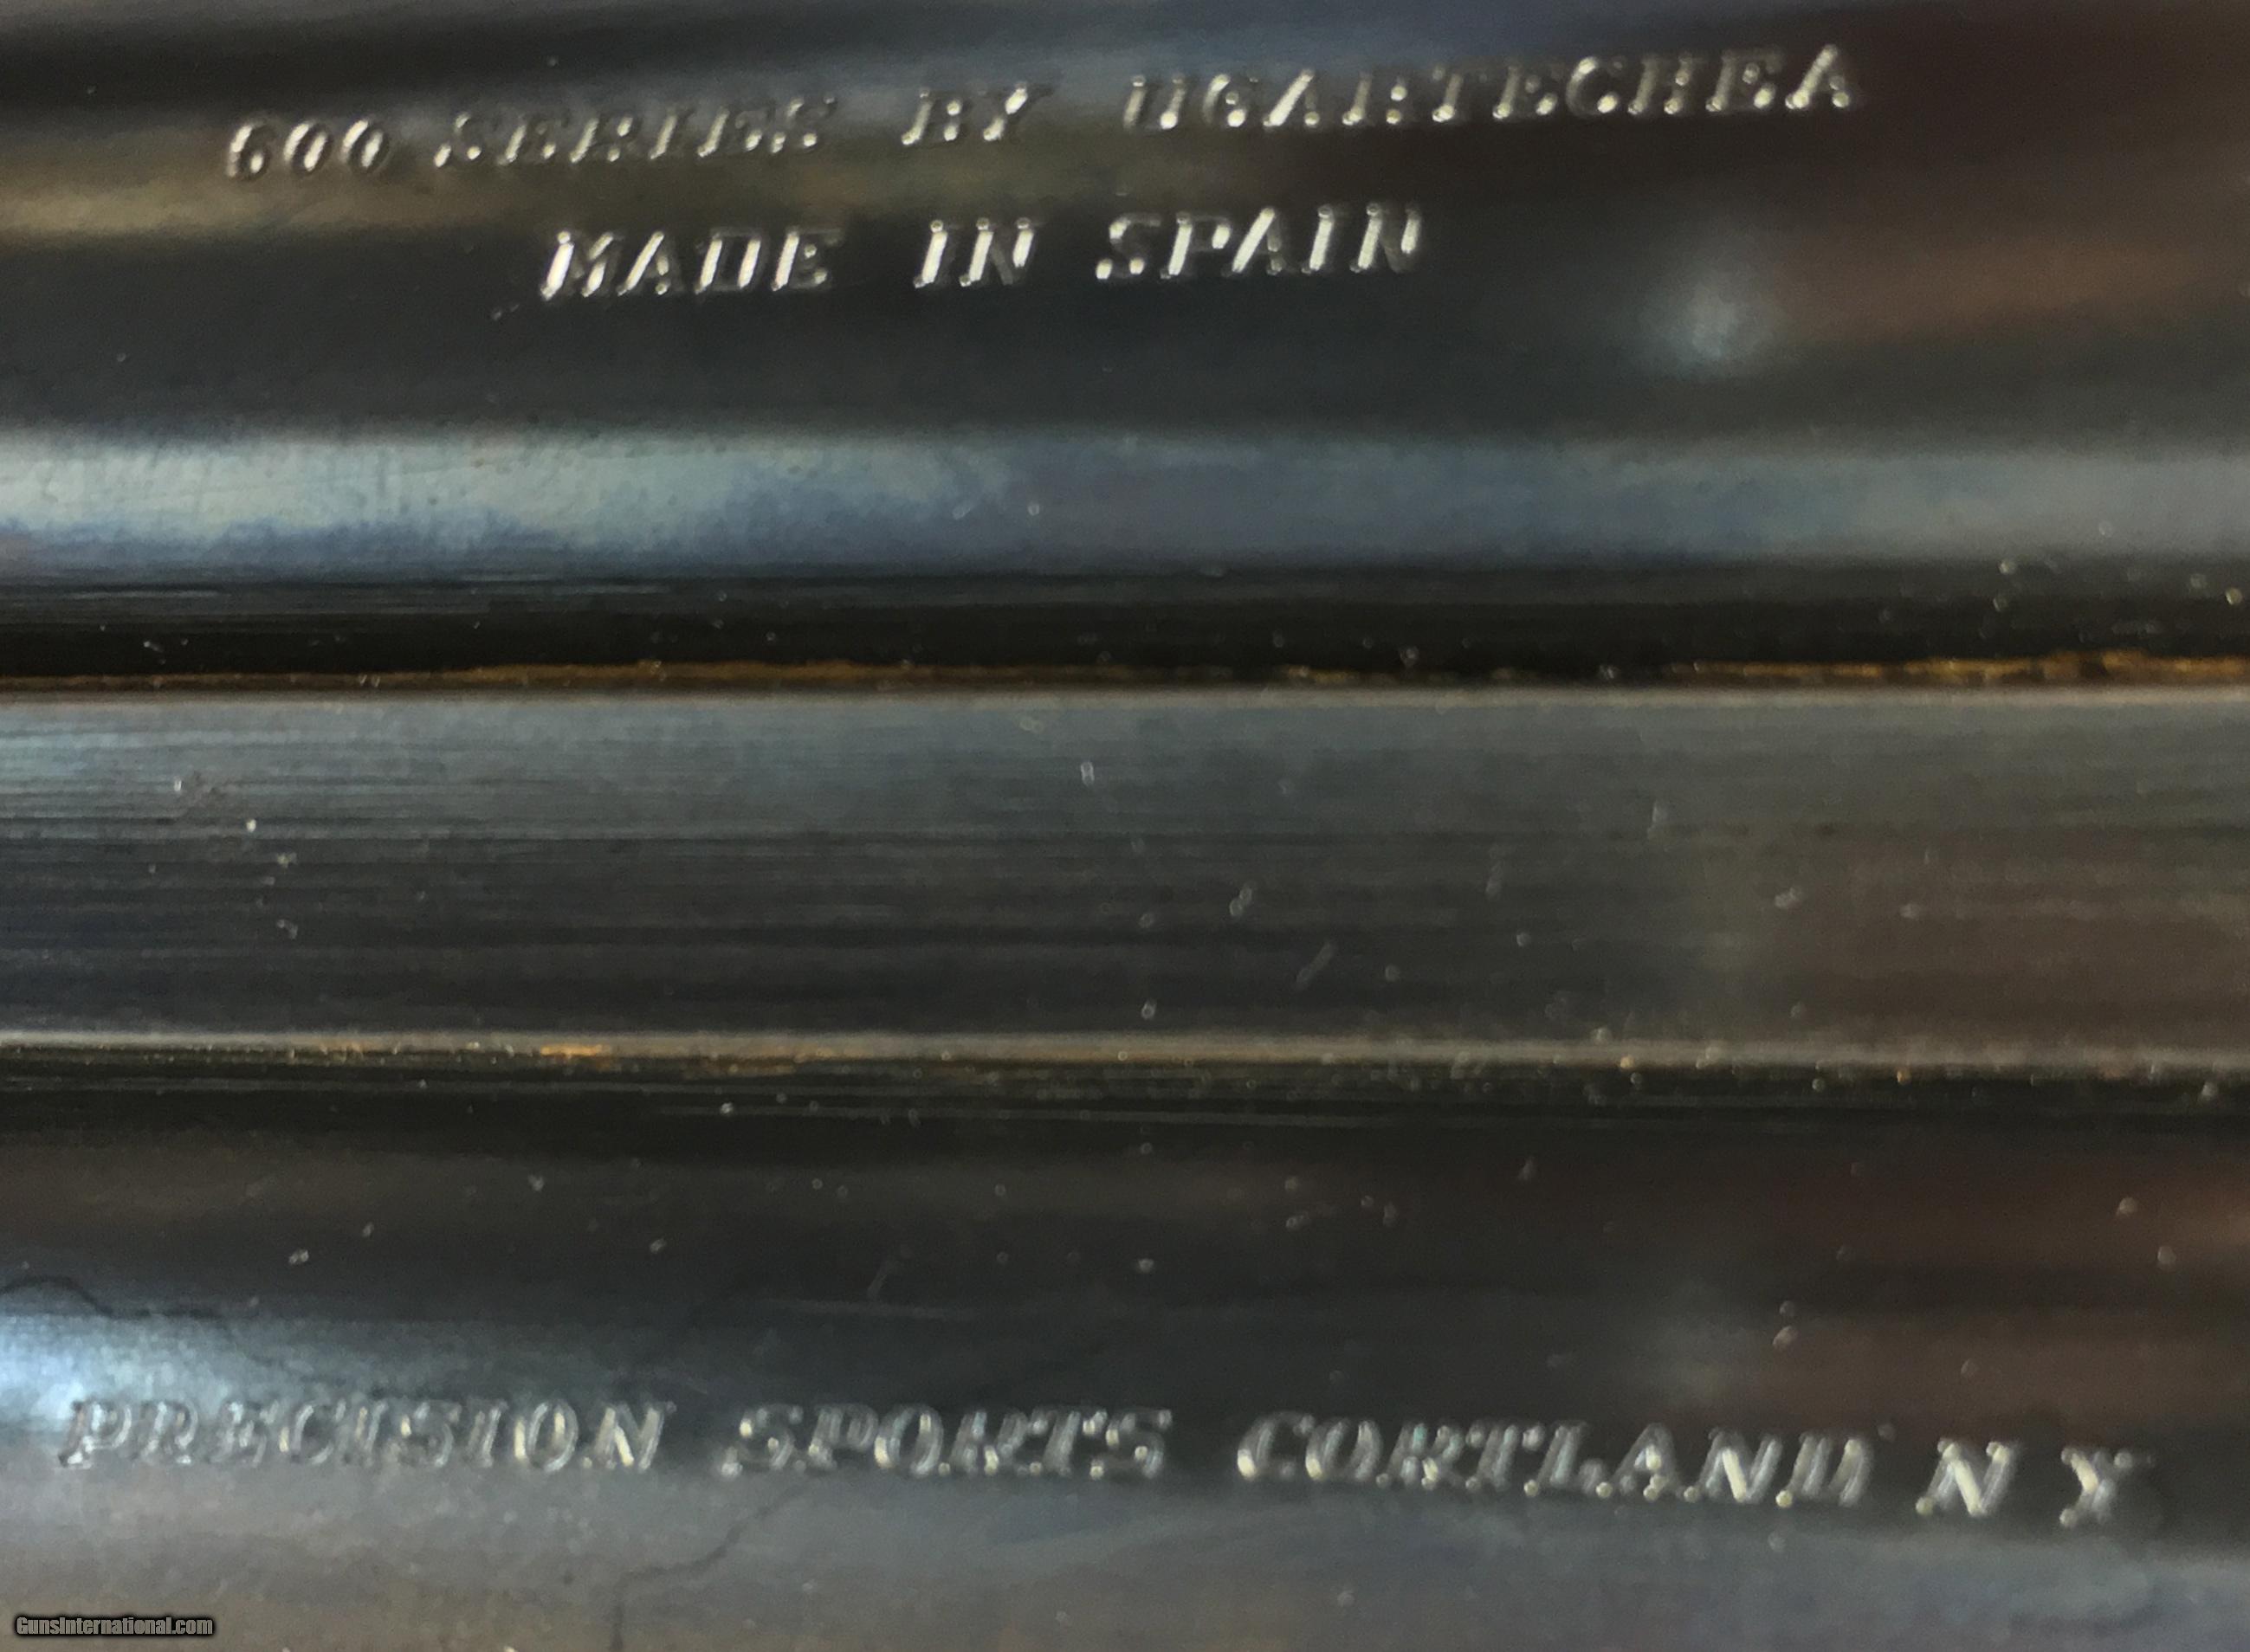 600 SERIES BY UGARTECHEA
MADE IN SPAIN
PRECISION SPORTS CORTLAND N Y
GunsInternational.com